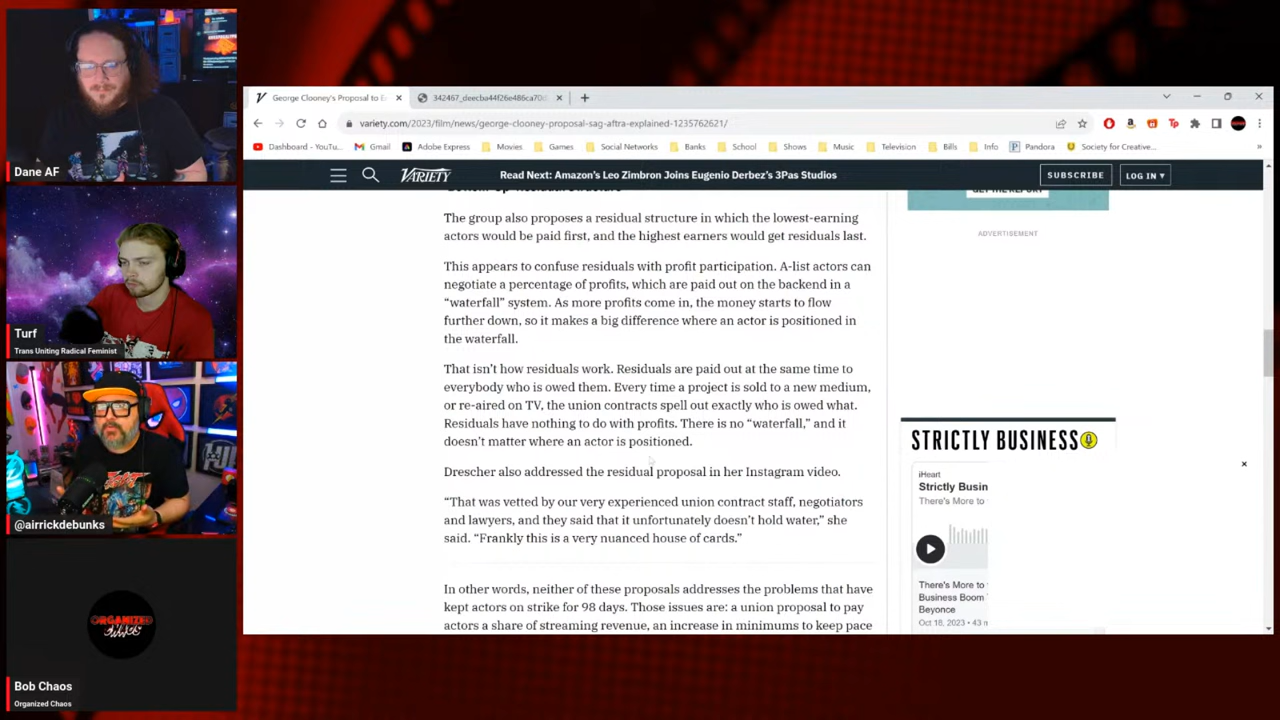 Dane AF
Turf
Trans Uniting Radical Feminist
@airrickdebunks
ORGANIZED
CHAOS
Bob Chaos
Organized Chaos
George Clooney's Proposal to E
342467_deecba44f26e486ca70
variety.com/2023/film/news/george-clooney-proposal-sag-aftra-explained-1235762621/
Dashboard - YouTu...
Gmail
Adobe Express
Movies
Games
Social Networks
Banks
School
Shows
Music
Television
Bills
Info
Pandora
Society for Creative...
»
VARIETY
Read Next: Amazon's Leo Zimbron Joins Eugenio Derbez's 3Pas Studios
SUBSCRIBE
LOG IN ▾
The group also proposes a residual structure in which the lowest-earning
actors would be paid first, and the highest earners would get residuals last.
This appears to confuse residuals with profit participation. A-list actors can
negotiate a percentage of profits, which are paid out on the backend in a
“waterfall” system. As more profits come in, the money starts to flow
further down, so it makes a big difference where an actor is positioned in
the waterfall.
That isn't how residuals work. Residuals are paid out at the same time to
everybody who is owed them. Every time a project is sold to a new medium,
or re-aired on TV, the union contracts spell out exactly who is owed what.
Residuals have nothing to do with profits. There is no “waterfall,” and it
doesn't matter where an actor is positioned.
Drescher also addressed the residual proposal in her Instagram video.
“That was vetted by our very experienced union contract staff, negotiators
and lawyers, and they said that it unfortunately doesn't hold water,” she
said. “Frankly this is a very nuanced house of cards.”
In other words, neither of these proposals addresses the problems that have
kept actors on strike for 98 days. Those issues are: a union proposal to pay
actors a share of streaming revenue, an increase in minimums to keep pace
GET THE REPORT
ADVERTISEMENT
STRICTLY BUSINESS
iHeart
Strictly Busin
There's More to
There's More to
Business Boom
Beyonce
Oct 18, 2023 • 43 m